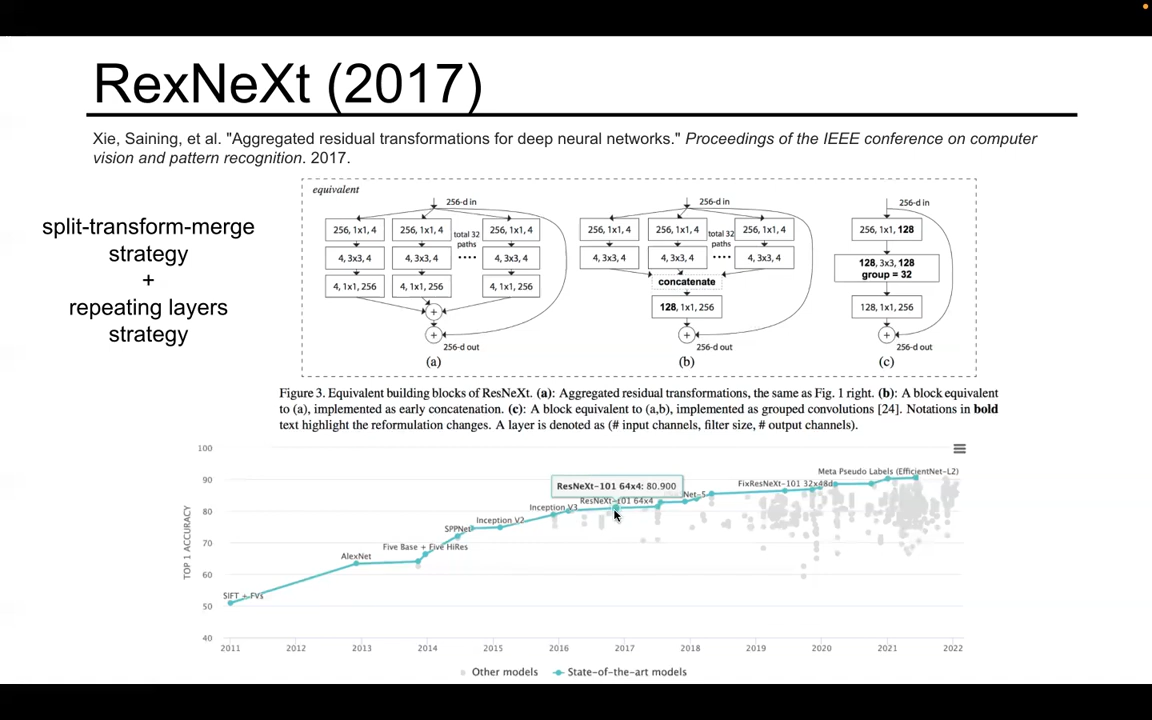 RexNeXt (2017)
Xie, Saining, et al. "Aggregated residual transformations for deep neural networks." Proceedings of the IEEE conference on computer
vision and pattern recognition. 2017.
split-transform-merge
strategy
+
repeating layers
strategy
equivalent
256-d in
256, 1x1, 4
256, 1x1, 4
256, 1x1, 4
total 32
paths
4, 3x3, 4
4, 3x3, 4
....
4, 3x3, 4
4, 1x1, 256
4, 1x1, 256
4, 1x1, 256
+
+
256-d out
(a)
256-d in
256, 1x1, 4
256, 1x1, 4
256, 1x1, 4
total 32
paths
4, 3x3, 4
4, 3x3, 4
....
4, 3x3, 4
concatenate
128, 1x1, 256
+
256-d out
(b)
256-d in
256, 1x1, 128
128, 3x3, 128
group = 32
128, 1x1, 256
+
256-d out
(c)
Figure 3. Equivalent building blocks of ResNeXt. (a): Aggregated residual transformations, the same as Fig. 1 right. (b): A block equivalent
to (a), implemented as early concatenation. (c): A block equivalent to (a,b), implemented as grouped convolutions [24]. Notations in bold
text highlight the reformulation changes. A layer is denoted as (# input channels, filter size, # output channels).
TOP 1 ACCURACY
100
90
80
70
60
50
40
SIFT + FVs
AlexNet
Five Base + Five HiRes
SPPNet
Inception V2
Inception V3
ResNeXt-101 64x4: 80.900
ResNeXt-101 64x4
Net-5
FixResNeXt-101 32x48d
Meta Pseudo Labels (EfficientNet-L2)
2011
2012
2013
2014
2015
2016
2017
2018
2019
2020
2021
2022
Other models
State-of-the-art models